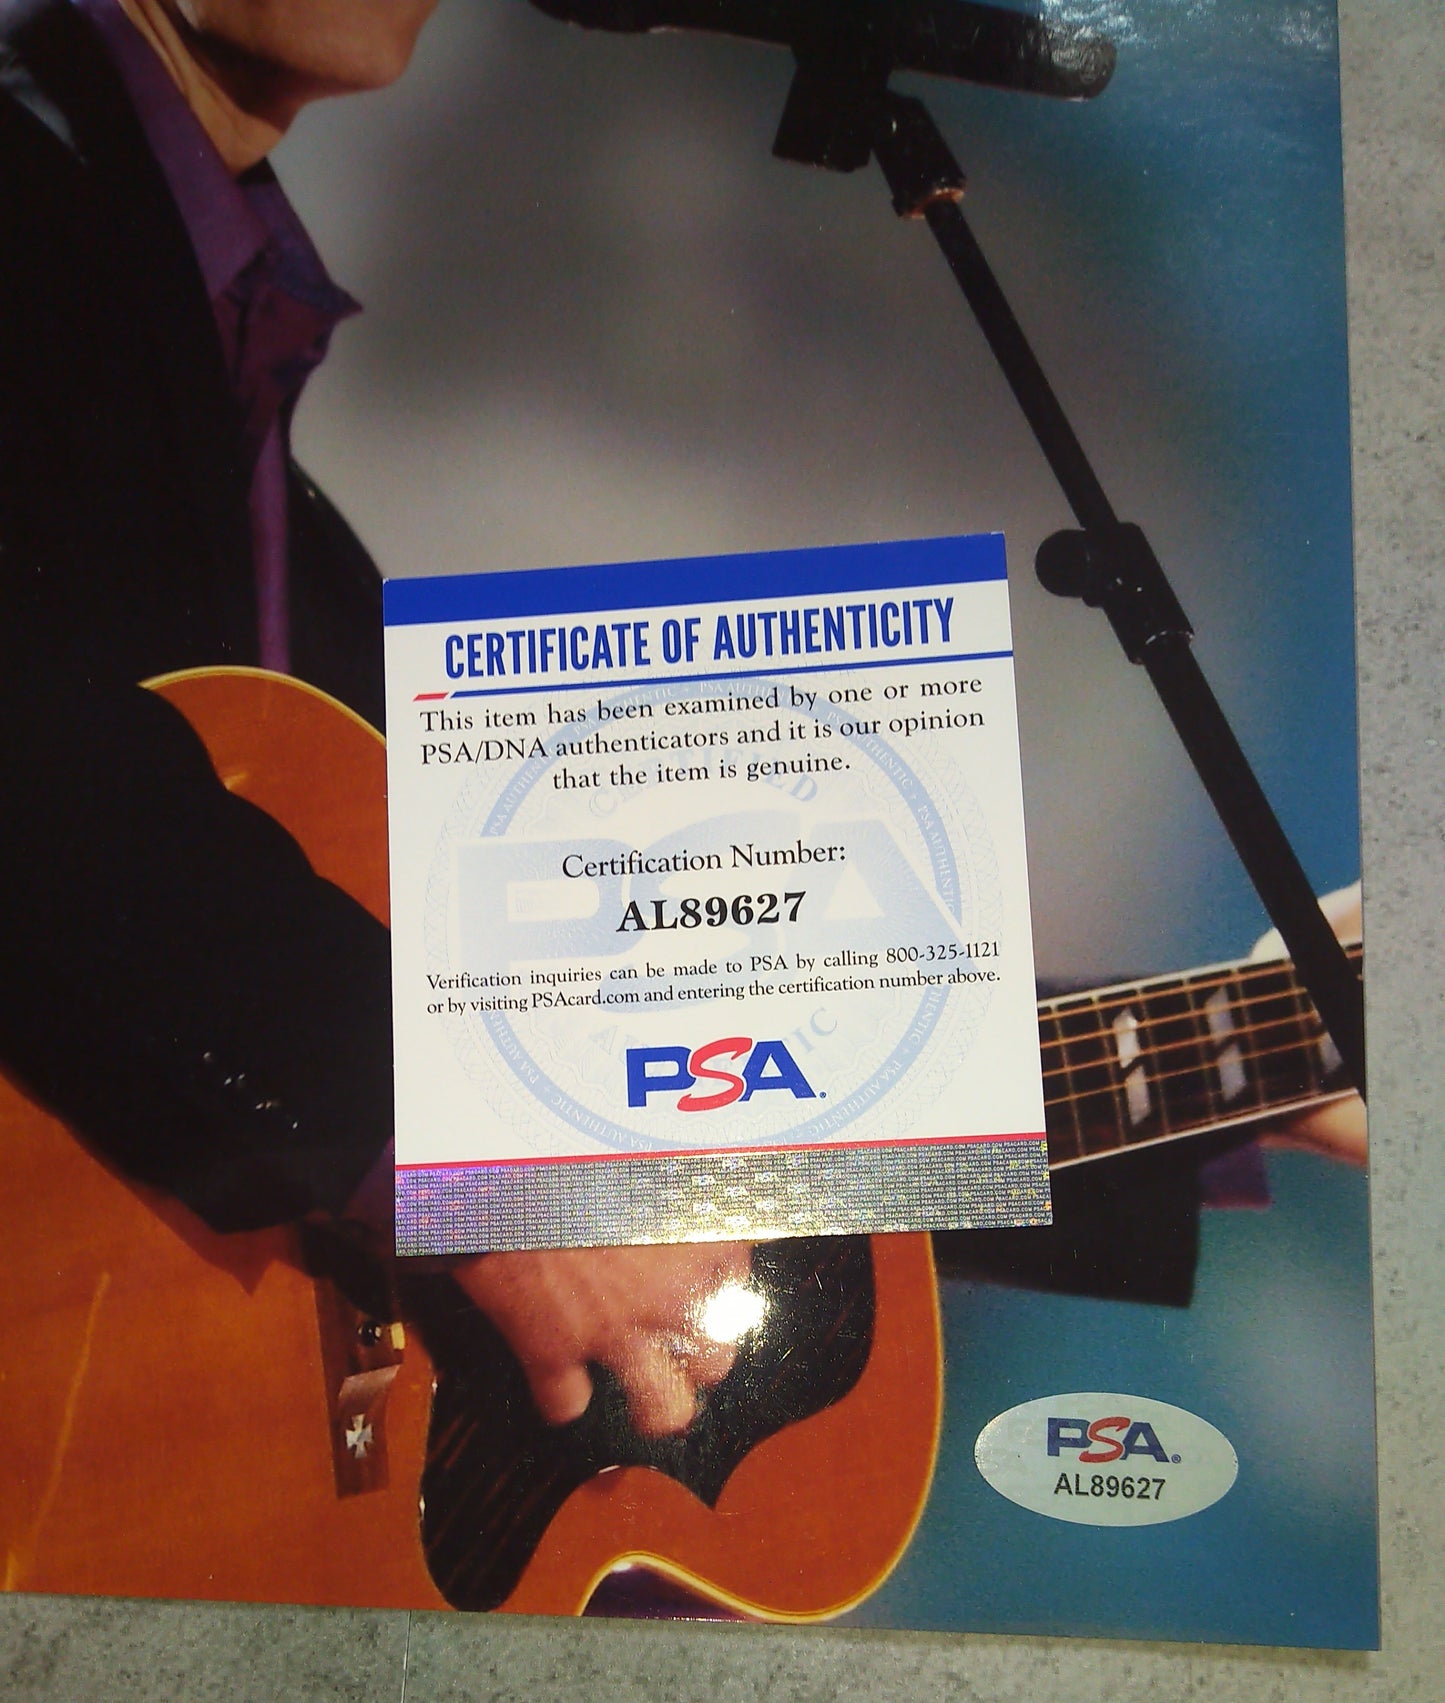 CERTIFICATE OF AUTHENTICITY
This item has been examined by one or more
PSA/DNA authenticators and it is our opinion
that the item is genuine.
Certification Number:
AL89627
Verification inquiries can be made to PSA by calling 800-325-1121
or by visiting PSAcard.com and entering the certification number above.
PSA®
PSA®
AL89627